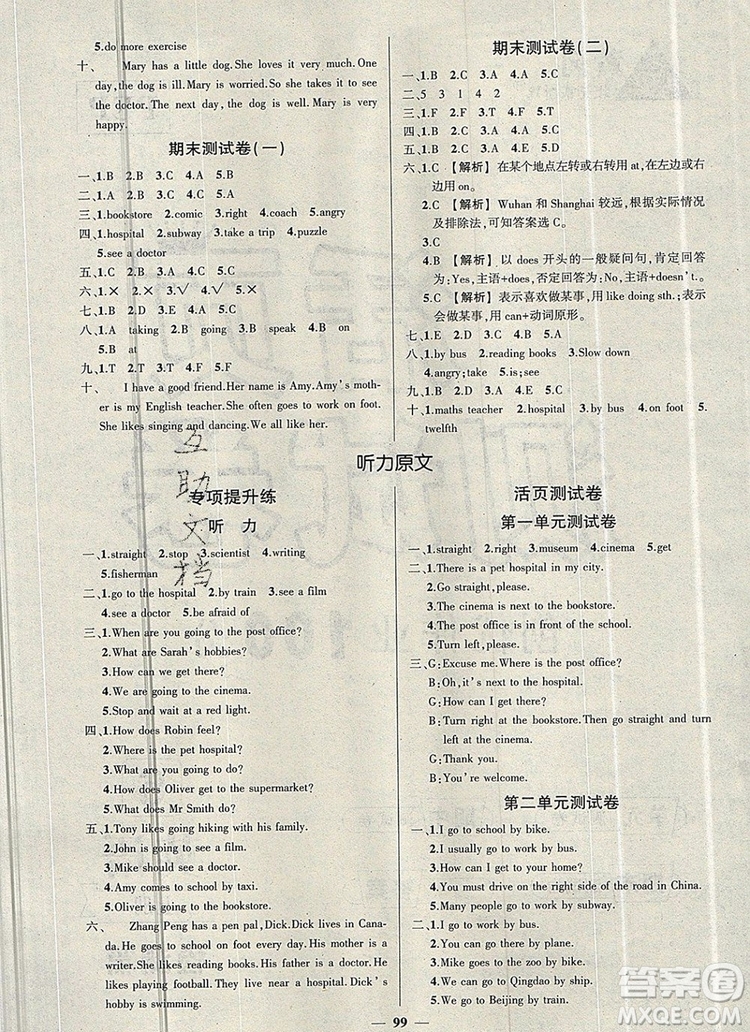 5.do more exercise
十、 Mary has a little dog. She loves it very much. One
day, the dog is ill. Mary is worried. So she takes it to see
the doctor. The next day, the dog is well. Mary is very
happy.
期末测试卷(一)
一、1.B 2.B 3.C 4.A 5.B
二、1.A 2.C 3.A 4.B 5.B
三、1.bookstore 2.comic 3.right 4.coach 5.angry
四、1.hospital 2.subway 3.take a trip 4.puzzle
5.see a doctor
五、1.C 2.B 3.A 4.B 5.A
六、1.× 2.× 3.√ 4.√ 5.×
七、1.B 2.D 3.E 4.C 5.A
八、1.A taking 2.B going 3.B speak 4.B on
5.B at
九、1.T 2.T 3.F 4.F 5.F
十、 I have a good friend.Her name is Amy.Amy's moth-
er is my English teacher.She often goes to work on foot.
She likes singing and dancing.We all like her.
期末测试卷(二)
一、1.B 2.C 3.A 4.A 5.C
二、5 3 1 4 2
三、1.F 2.F 3.T 4.F 5.T
四、1.B 2.C 3.A 4.B 5.A
五、1.B 2.B 3.C 4.C 5.A
六、1.C 【解析】在某个地点左转或右转用 at,在左边或右
边用 on。
2.C 【解析】Wuhan 和 Shanghai 较远,根据实际情况
及排除法,可知答案选 C。
3.C
4.B 【解析】以 does 开头的一般疑问句,肯定回答
为:Yes,主语+does,否定回答为:No,主语+doesn't.。
5.C 【解析】表示喜欢做某事,用 like doing sth.;表示
会做某事,用 can+动词原形。
七、1.E 2.D 3.A 4.C 5.B
八、1.by bus 2.reading books 3.Slow down
4.angry;take 5.is;see
九、1.B 2.C 3.A 4.B 5.C
十、1.maths teacher 2.hospital 3.by bus 4.on foot 5.
twelfth
听力原文
专项提升练
听 力
一、1.straight 2.stop 3.scientist 4.writing
5.fisherman
二、1.go to the hospital 2.by train 3.see a film
4.see a doctor 5.be afraid of
三、1.When are you going to the post office?
2.What are Sarah's hobbies?
3.How can we get there?
4.We are going to the cinema.
5.Stop and wait at a red light.
四、1.How does Robin feel?
2.Where is the pet hospital?
3.What are you going to do?
4.How does Oliver get to the supermarket?
5.What does Mr Smith do?
五、1.Tony likes going hiking with his family.
2.John is going to see a film.
3.Mike should see a doctor.
4.Amy comes to school by taxi.
5.Oliver is going to the bookstore.
六、 Zhang Peng has a pen pal,Dick.Dick lives in Cana-
da.He goes to school on foot every day.His mother is a
writer.She writes good books.His father is a doctor.He
goes to the hospital by subway every day.Dick's
hobby is swimming.
活页测试卷
第一单元测试卷
一、1.straight 2.right 3.museum 4.cinema 5.get
二、1.There is a pet hospital in my city.
2.Go straight,please.
3.The cinema is next to the bookstore.
4.The post office is in front of the school.
5.Turn left,please.
三、G:Excuse me. Where is the post office?
B:Oh,it's next to the hospital.
G:How can I get there?
B:Turn right at the bookstore.Then go straight and turn
left at the cinema.
G:Thank you.
B:You're welcome.
第二单元测试卷
一、1.I go to school by bike.
2.I usually go to work by bus.
3.I often go to your home.
4.You must drive on the right side of the road in China.
5.Many people go to work by subway.
二、1.I go to work by bus.
2.You can go there by plane.
3.We can go to Qingdao by ship.
4.We go to Beijing by train.
99
互助文档
答案圈
MXQE.COM